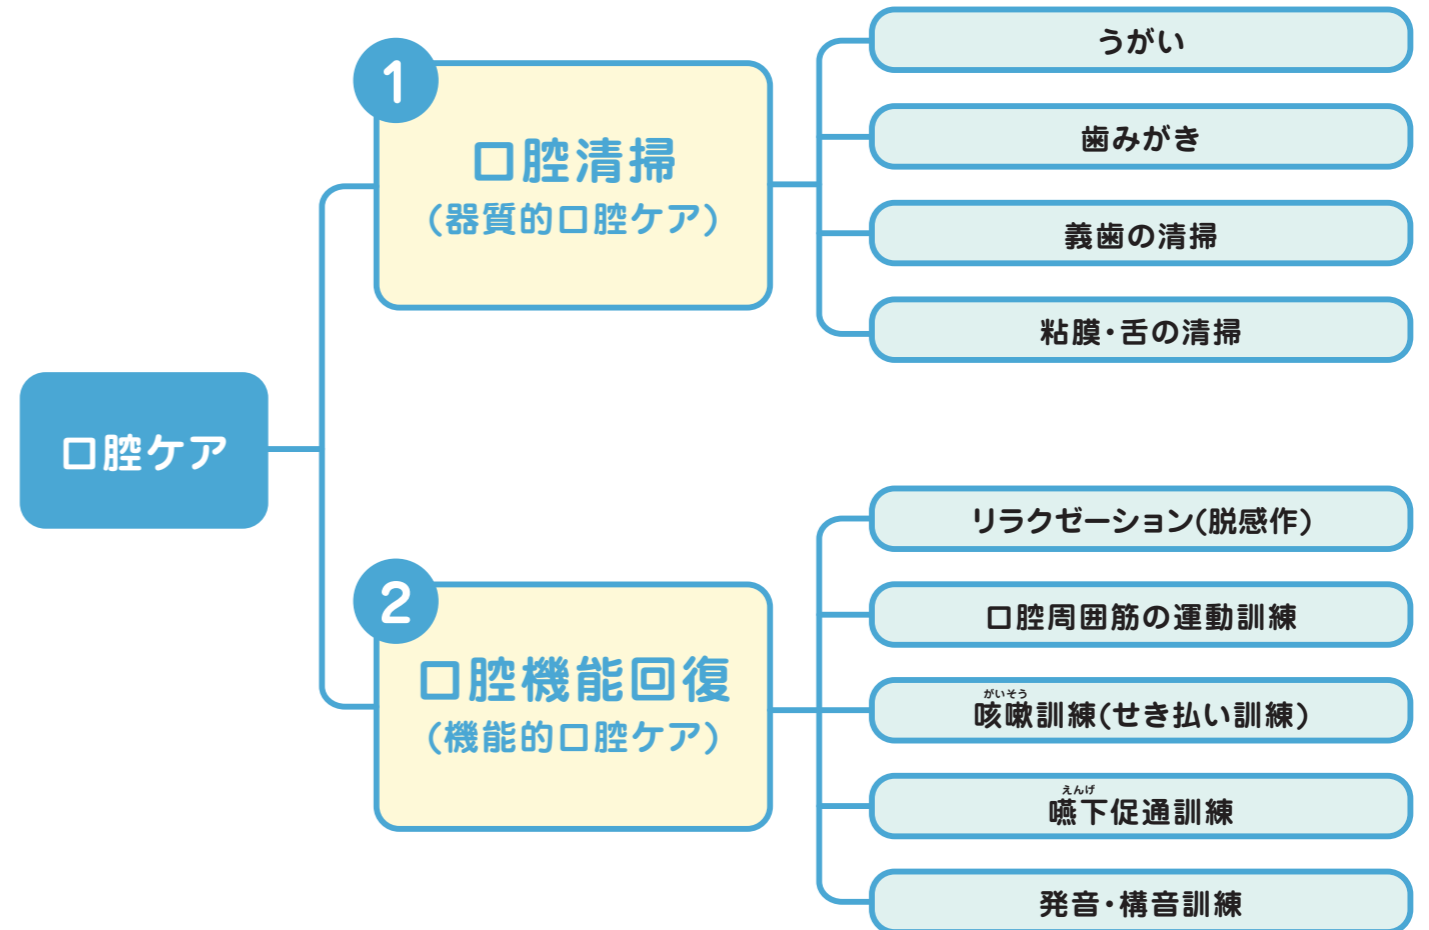 口腔ケア
1
口腔清掃
(器質的口腔ケア)
うがい
歯みがき
義歯の清掃
粘膜・舌の清掃
2
口腔機能回復
(機能的口腔ケア)
リラクゼーション(脱感作)
口腔周囲筋の運動訓練
がいそう
咳嗽訓練(せき払い訓練)
えんげ
嚥下促通訓練
発音・構音訓練